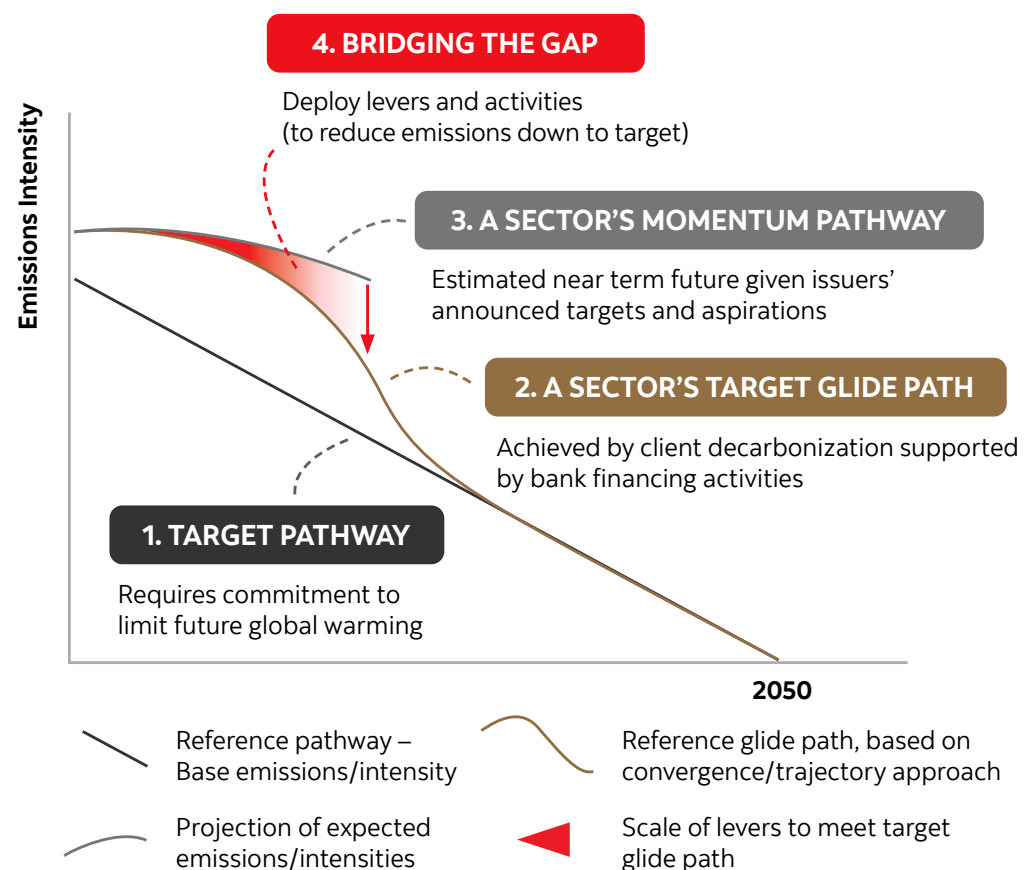 4. BRIDGING THE GAP
Deploy levers and activities
(to reduce emissions down to target)
Emissions Intensity
3. A SECTOR'S MOMENTUM PATHWAY
Estimated near term future given issuers'
announced targets and aspirations
2. A SECTOR'S TARGET GLIDE PATH
Achieved by client decarbonization supported
by bank financing activities
1. TARGET PATHWAY
Requires commitment to
limit future global warming
2050
Reference pathway –
Base emissions/intensity
Reference glide path, based on
convergence/trajectory approach
Projection of expected
emissions/intensities
Scale of levers to meet target
glide path